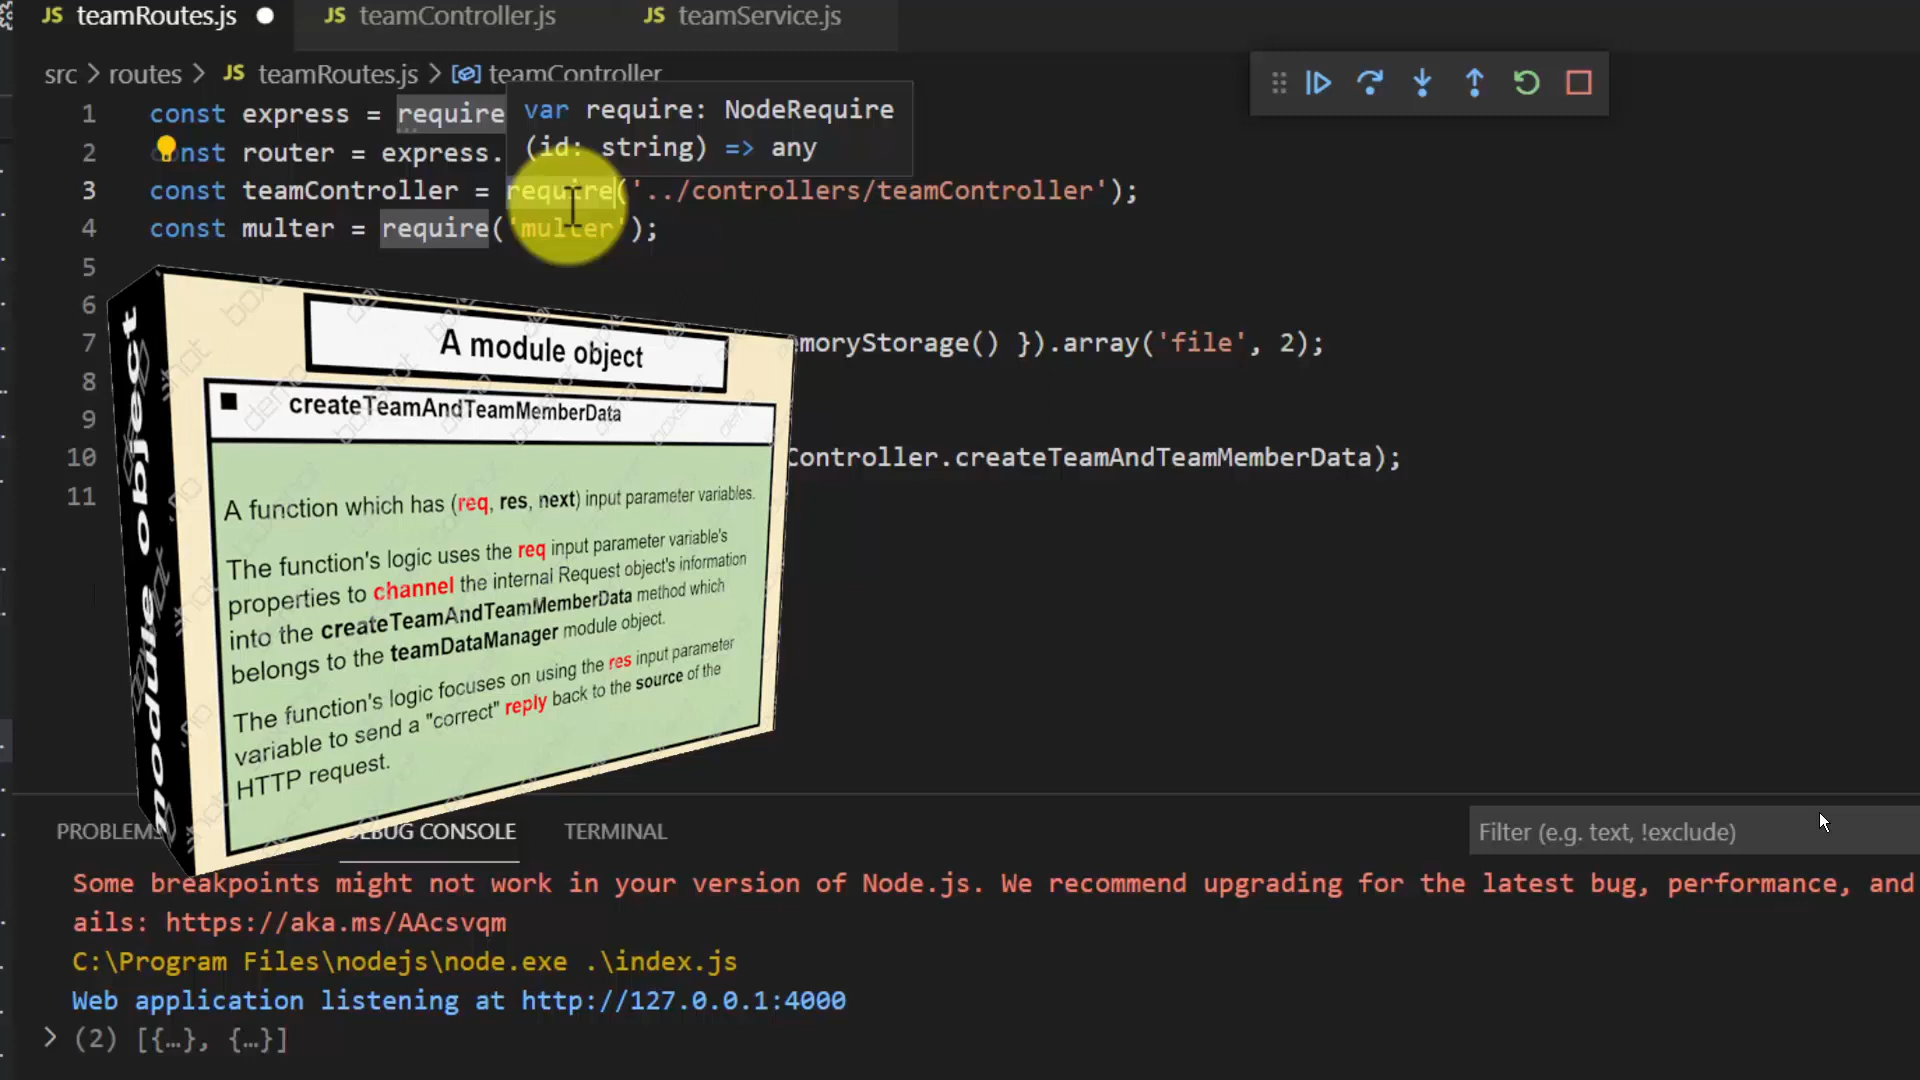 JS teamRoutes.js
JS teamController.js
JS teamService.js
src > routes > JS teamRoutes.js > teamController
var require: NodeRequire
(id: string) => any
1 const express = require
2 const router = express.
3 const teamController = require('../controllers/teamController');
4 const multer = require('multer');
5
6
7 moryStorage() }).array('file', 2);
8
9
10 Controller.createTeamAndTeamMemberData);
11
module object
A module object
createTeamAndTeamMemberData
A function which has (req, res, next) input parameter variables.
The function's logic uses the req input parameter variable's
properties to channel the internal Request object's information
into the createTeamAndTeamMemberData method which
belongs to the teamDataManager module object.
The function's logic focuses on using the res input parameter
variable to send a "correct" reply back to the source of the
HTTP request.
PROBLEMS
DEBUG CONSOLE
TERMINAL
Filter (e.g. text, !exclude)
Some breakpoints might not work in your version of Node.js. We recommend upgrading for the latest bug, performance, and
ails: https://aka.ms/AAcsvqm
C:\Program Files\nodejs\node.exe .\index.js
Web application listening at http://127.0.0.1:4000
> (2) [{…}, {…}]